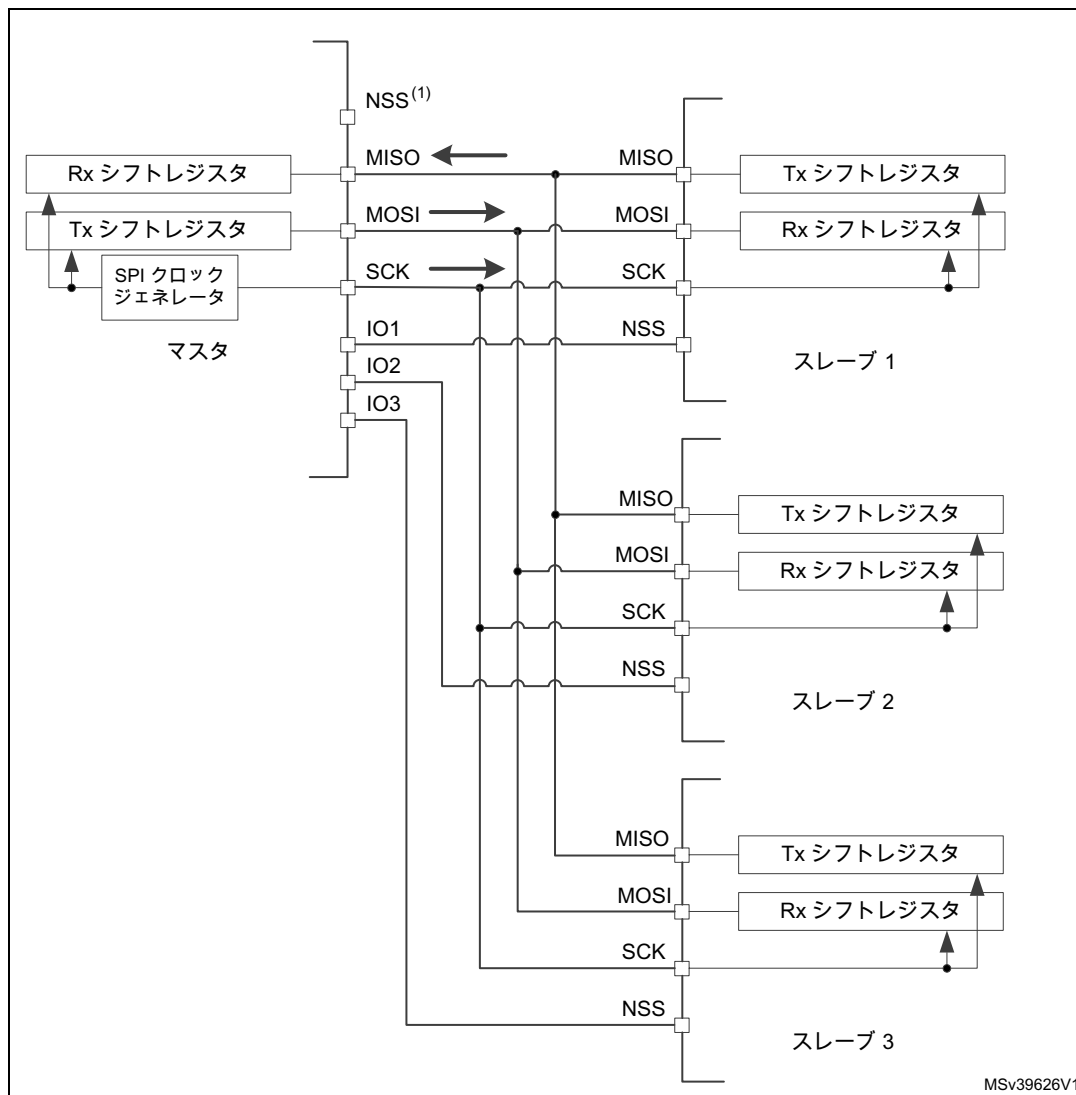 NSS(1)
MISO
MOSI
SCK
IO1
IO2
IO3
Rx シフトレジスタ
Tx シフトレジスタ
SPI クロック
ジェネレータ
マスタ
MISO
MOSI
SCK
NSS
Tx シフトレジスタ
Rx シフトレジスタ
スレーブ 1
MISO
MOSI
SCK
NSS
Tx シフトレジスタ
Rx シフトレジスタ
スレーブ 2
MISO
MOSI
SCK
NSS
Tx シフトレジスタ
Rx シフトレジスタ
スレーブ 3
MSv39626V1